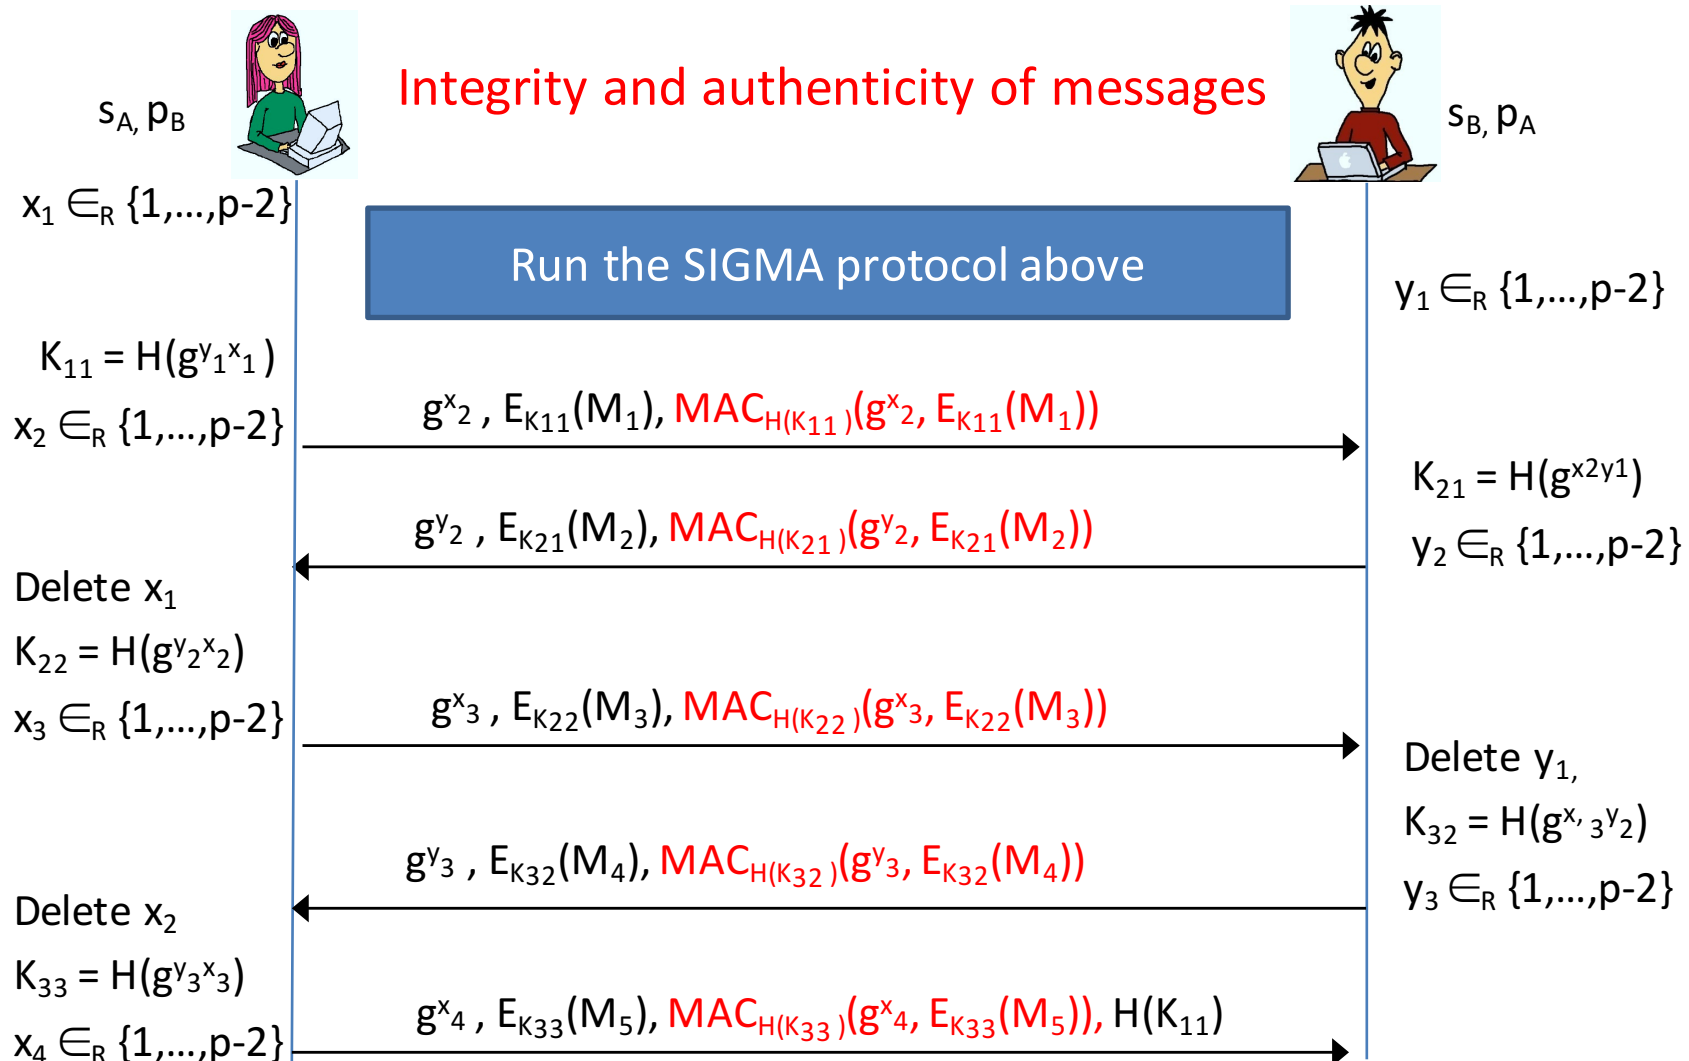 Integrity and authenticity of messages
s_A, p_B
s_B, p_A
x_1 ∈_R {1,...,p-2}
Run the SIGMA protocol above
y_1 ∈_R {1,...,p-2}
K_11 = H(g^y_1^x_1)
x_2 ∈_R {1,...,p-2}
g^x_2 , E_K11(M_1), MAC_H(K_11)(g^x_2, E_K11(M_1))
K_21 = H(g^x2y1)
g^y_2 , E_K21(M_2), MAC_H(K_21)(g^y_2, E_K21(M_2))
y_2 ∈_R {1,...,p-2}
Delete x_1
K_22 = H(g^y_2^x_2)
x_3 ∈_R {1,...,p-2}
g^x_3 , E_K22(M_3), MAC_H(K_22)(g^x_3, E_K22(M_3))
Delete y_1,
K_32 = H(g^x, _3^y_2)
g^y_3 , E_K32(M_4), MAC_H(K_32)(g^y_3, E_K32(M_4))
y_3 ∈_R {1,...,p-2}
Delete x_2
K_33 = H(g^y_3^x_3)
g^x_4 , E_K33(M_5), MAC_H(K_33)(g^x_4, E_K33(M_5)), H(K_11)
x_4 ∈_R {1,...,p-2}